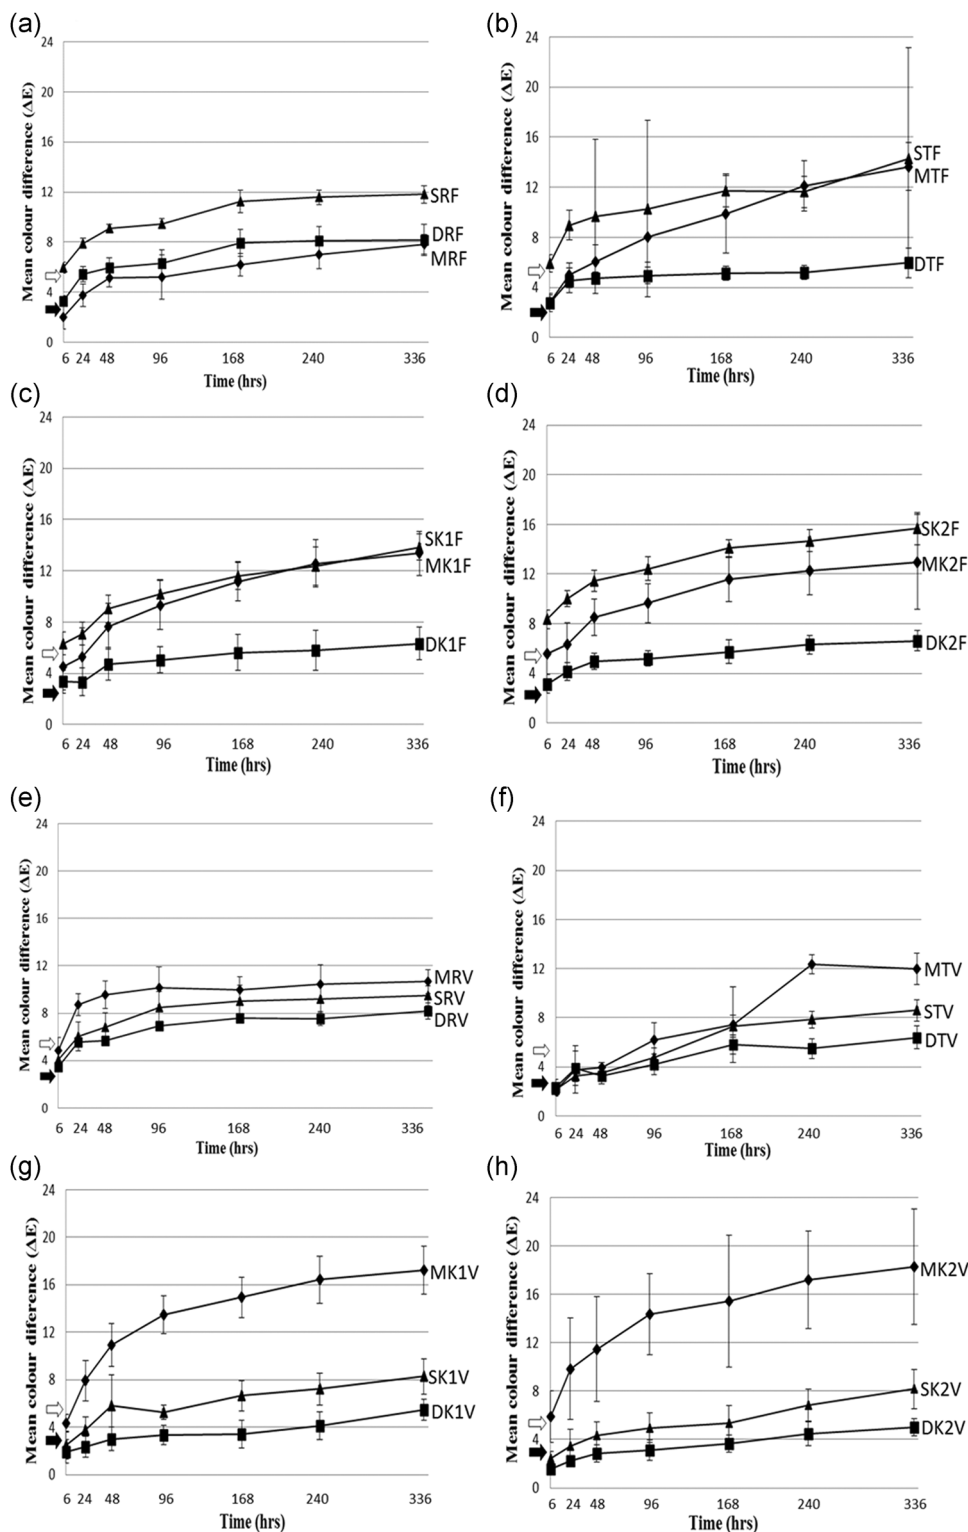 (a)
Mean colour difference (ΔE)
24
20
16
12
8
4
0
SRF
DRF
MRF
6 24 48 96 168 240 336
Time (hrs)
(b)
Mean colour difference (ΔE)
24
20
16
12
8
4
0
STF
MTF
DTF
6 24 48 96 168 240 336
Time (hrs)
(c)
Mean colour difference (ΔE)
24
20
16
12
8
4
0
SK1F
MK1F
DK1F
6 24 48 96 168 240 336
Time (hrs)
(d)
Mean colour difference (ΔE)
24
20
16
12
8
4
0
SK2F
MK2F
DK2F
6 24 48 96 168 240 336
Time (hrs)
(e)
Mean colour difference (ΔE)
24
20
16
12
8
4
0
MRV
SRV
DRV
6 24 48 96 168 240 336
Time (hrs)
(f)
Mean colour difference (ΔE)
24
20
16
12
8
4
0
MTV
STV
DTV
6 24 48 96 168 240 336
Time (hrs)
(g)
Mean colour difference (ΔE)
24
20
16
12
8
4
0
MK1V
SK1V
DK1V
6 24 48 96 168 240 336
Time (hrs)
(h)
Mean colour difference (ΔE)
24
20
16
12
8
4
0
MK2V
SK2V
DK2V
6 24 48 96 168 240 336
Time (hrs)